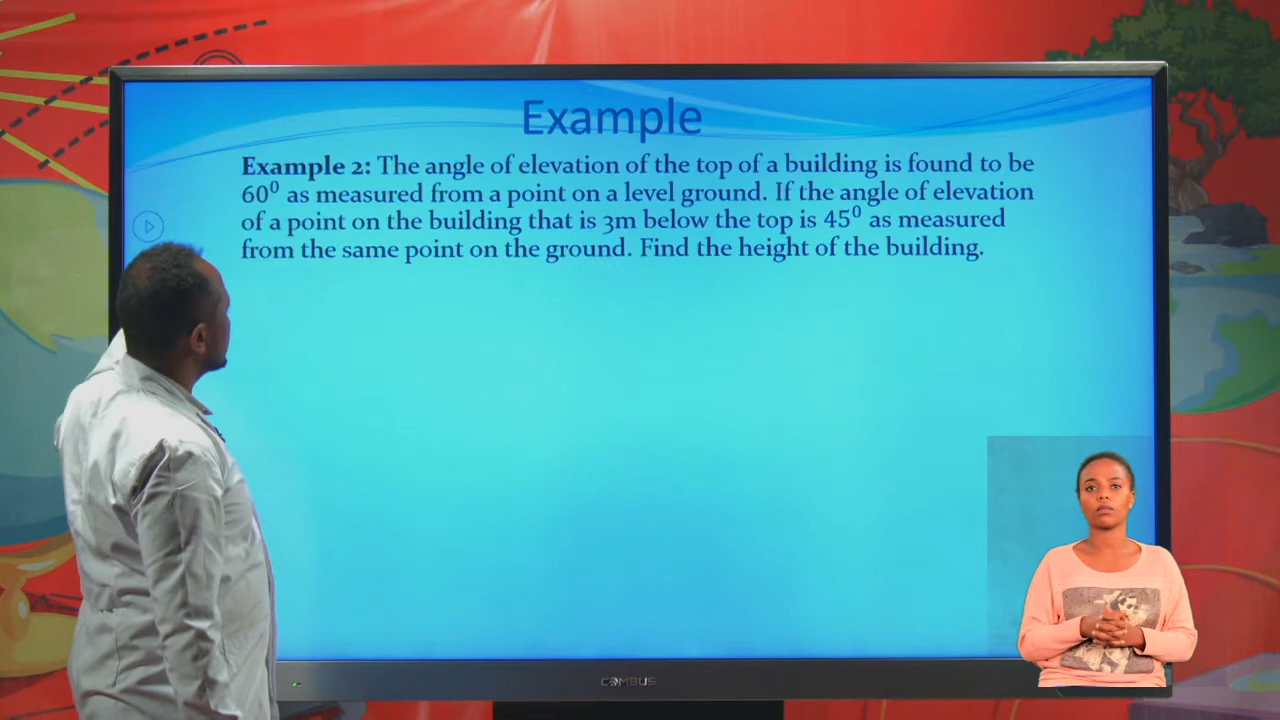 Example
Example 2: The angle of elevation of the top of a building is found to be
60⁰ as measured from a point on a level ground. If the angle of elevation
of a point on the building that is 3m below the top is 45⁰ as measured
from the same point on the ground. Find the height of the building.
COMBUS